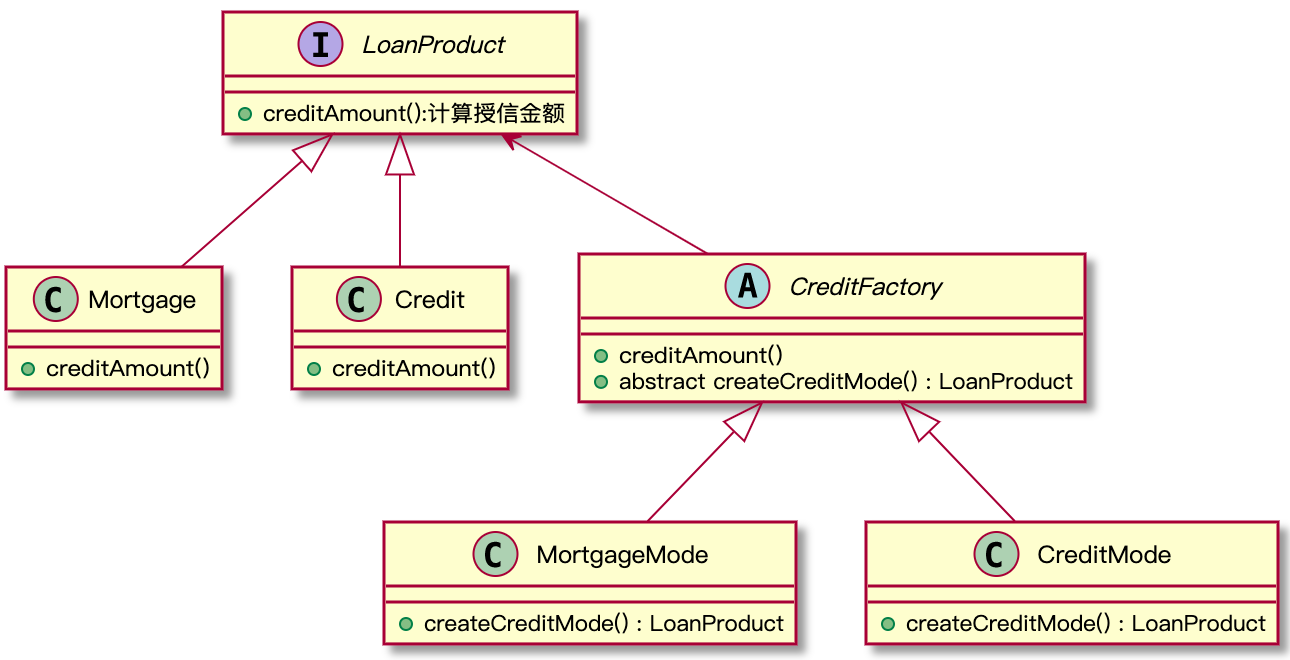 I LoanProduct
creditAmount():计算授信金额
C Mortgage
creditAmount()
C Credit
creditAmount()
A CreditFactory
creditAmount()
abstract createCreditMode() : LoanProduct
C MortgageMode
createCreditMode() : LoanProduct
C CreditMode
createCreditMode() : LoanProduct